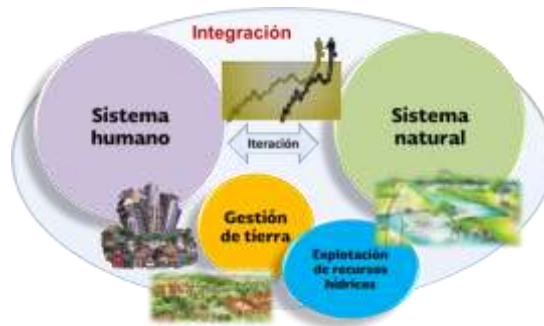 Integración
Sistema
humano
Sistema
natural
Iteración
Gestión
de tierra
Explotación
de recursos
hídricos